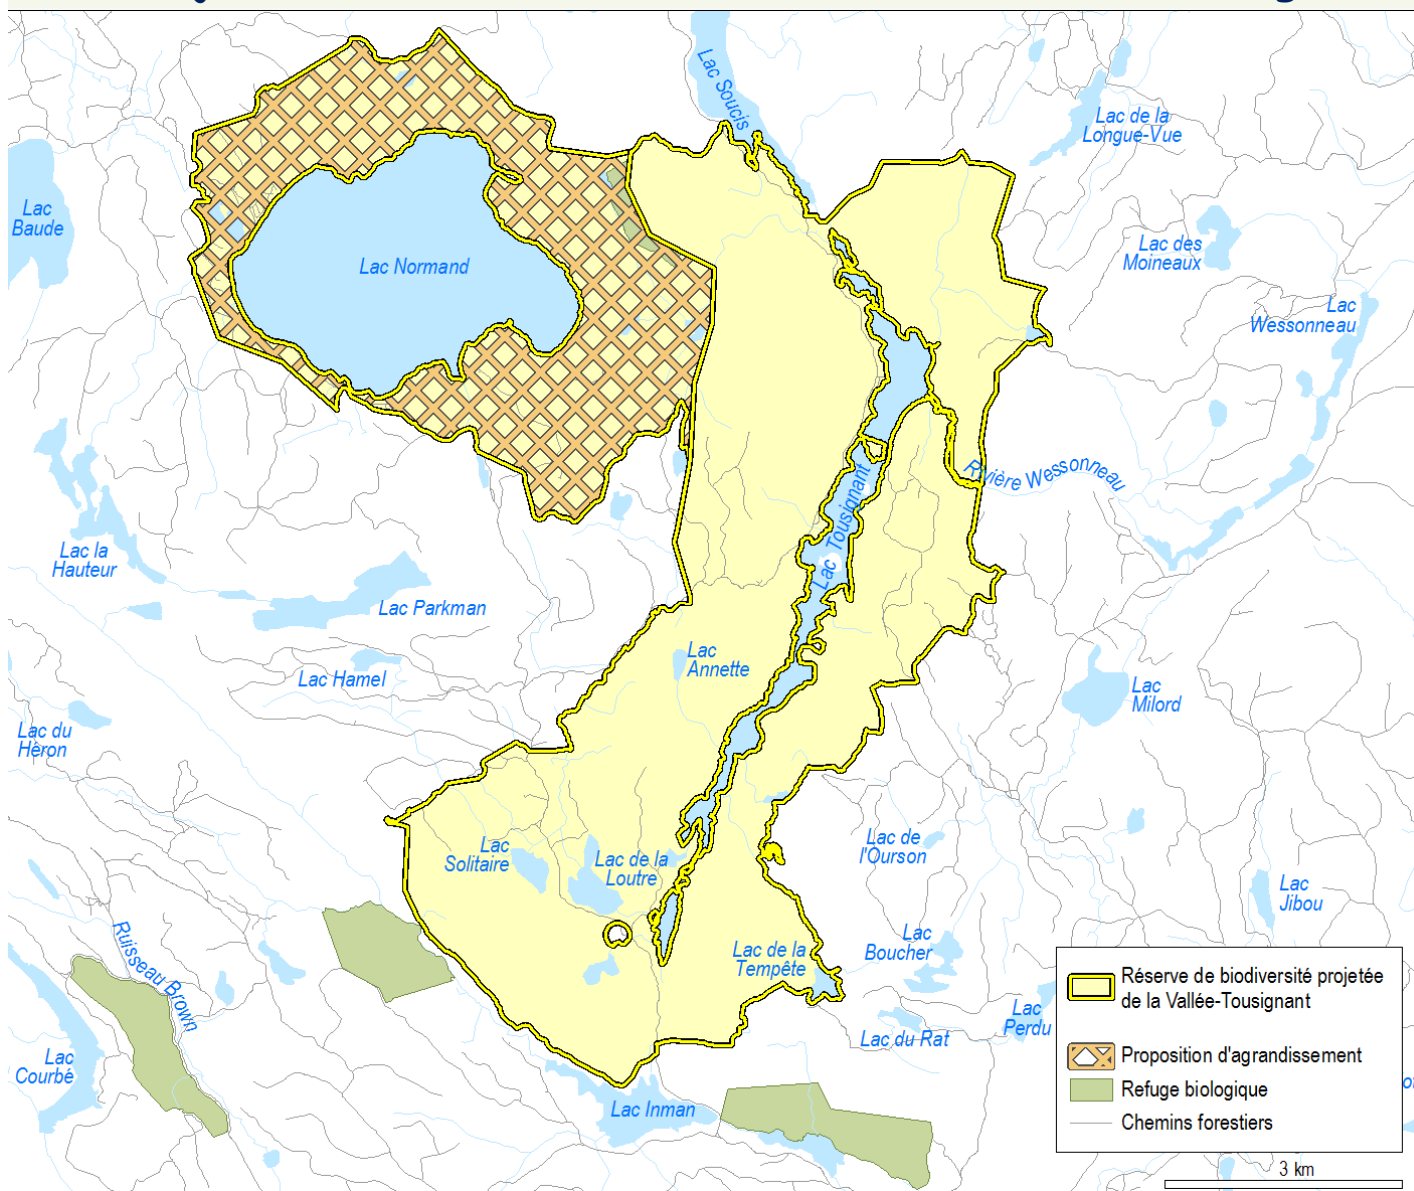 Lac Soucis
Lac de la
Longue-Vue
Lac
Baude
Lac des
Moineaux
Lac Normand
Lac
Wessonneau
Rivière Wessonneau
Lac Tousignant
Lac la
Hauteur
Lac Parkman
Lac
Annette
Lac Hamel
Lac
Milord
Lac du
Héron
Lac
Solitaire
Lac de la
Loutre
Lac de
l'Ourson
Lac
Jibou
Ruisseau Brown
Lac de la
Tempête
Lac
Boucher
Lac
Perdu
Lac du Rat
Lac
Courbé
Lac Inman
Réserve de biodiversité projetée
de la Vallée-Tousignant
Proposition d'agrandissement
Refuge biologique
Chemins forestiers
3 km